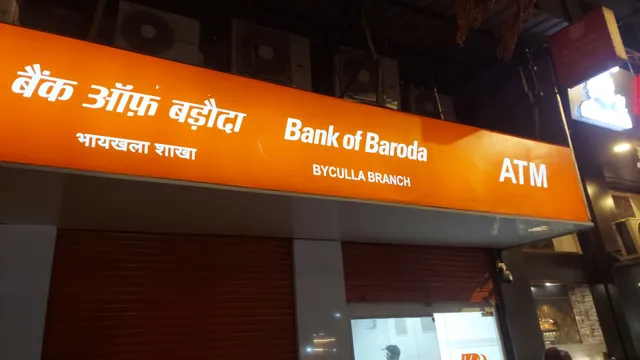 बैंक ऑफ़ बड़ौदा
भायखला शाखा
Bank of Baroda
BYCULLA BRANCH
ATM